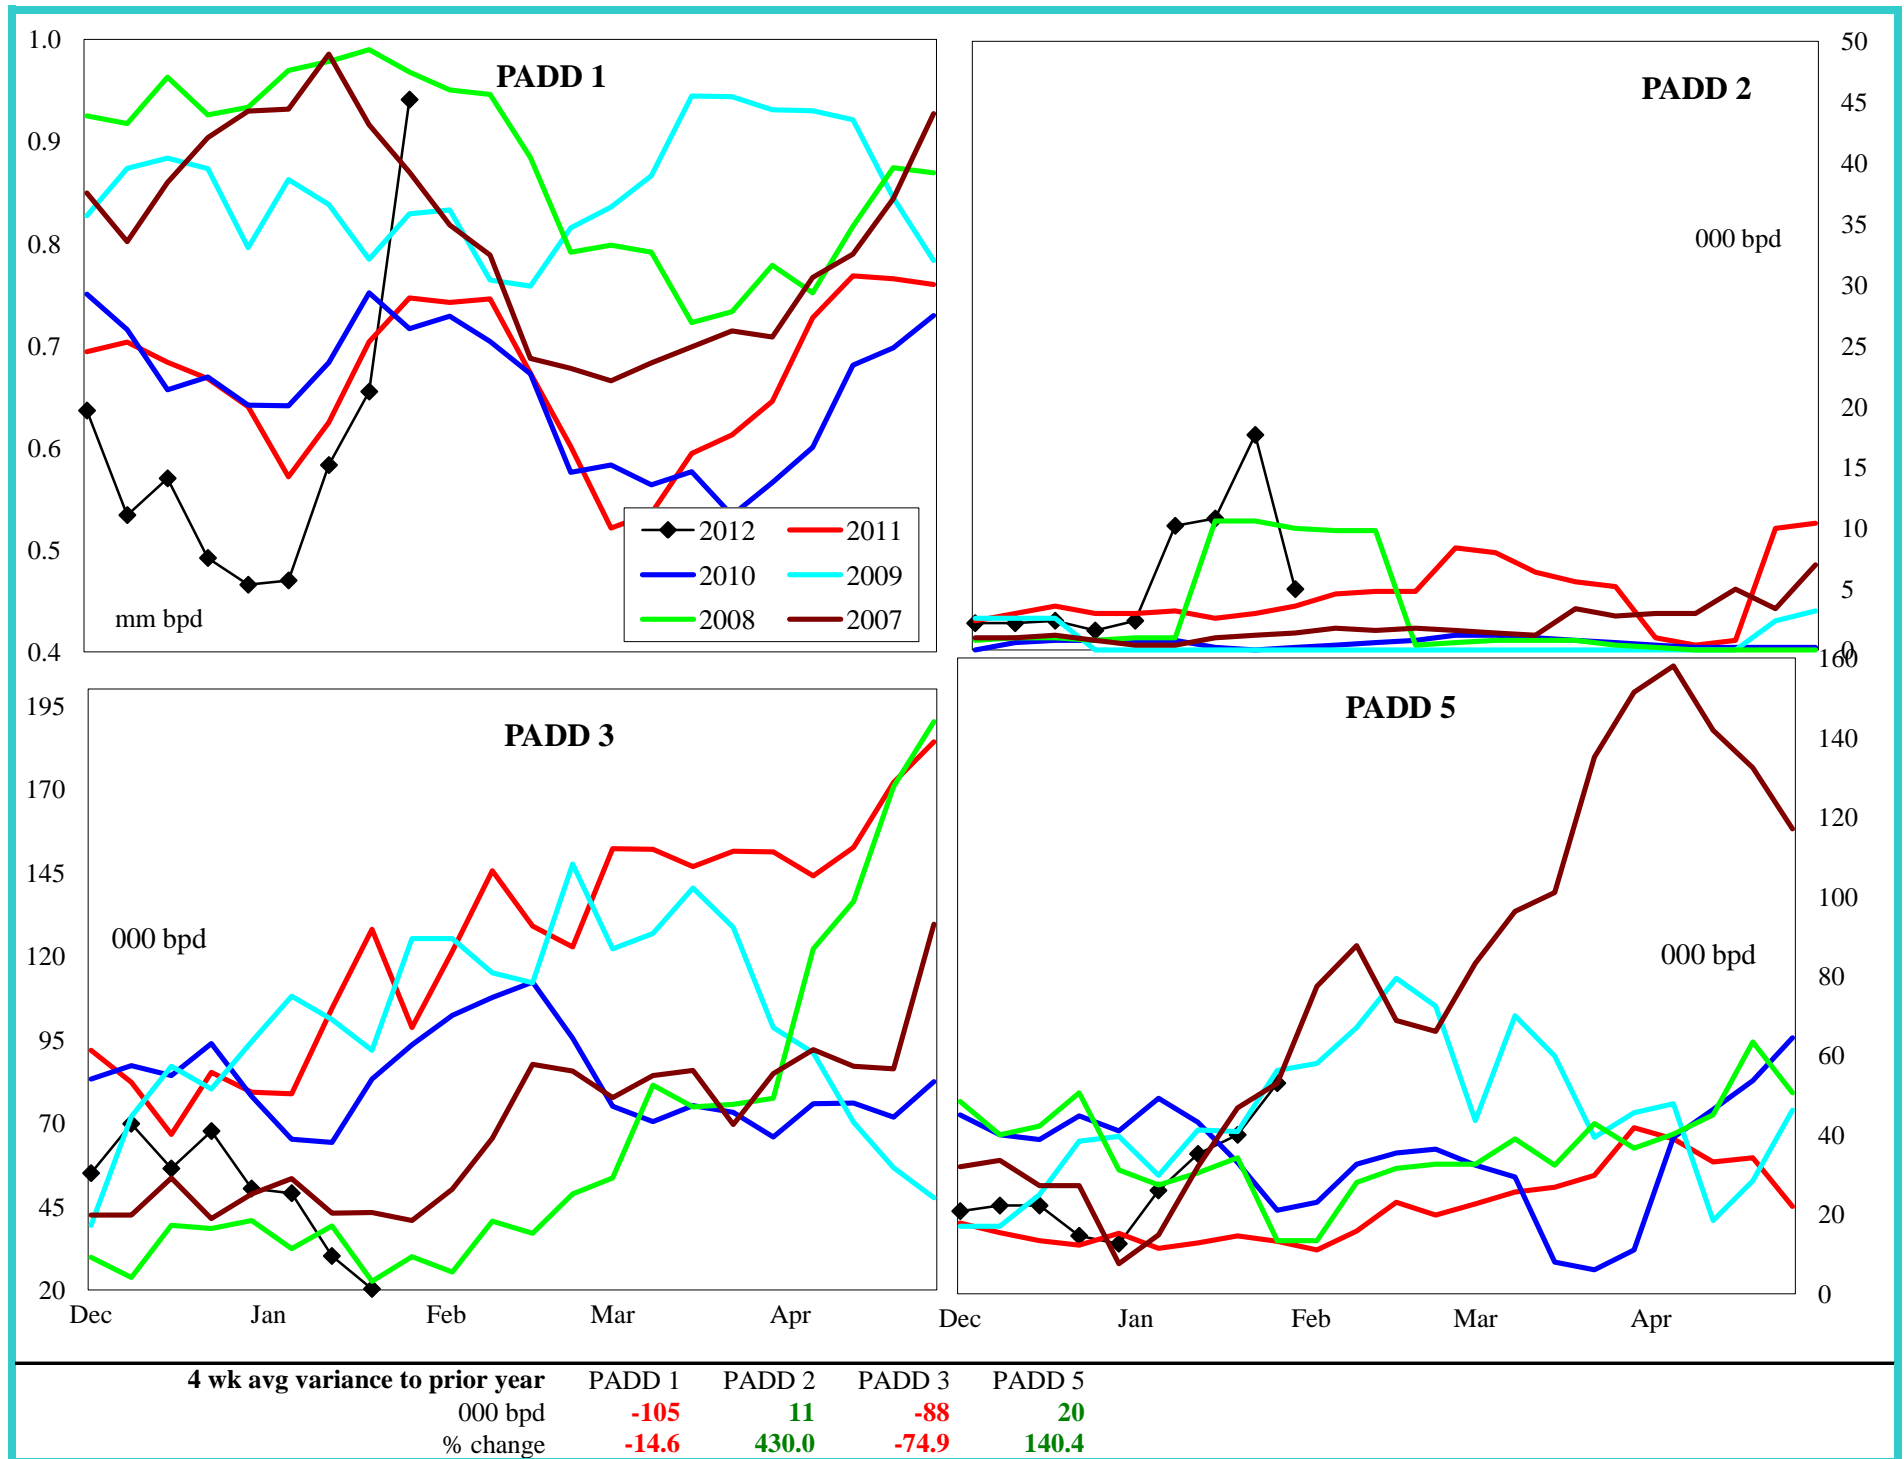 PADD 1
1.0
0.9
0.8
0.7
0.6
0.5
0.4
mm bpd
2012 2011
2010 2009
2008 2007
PADD 2
50
45
40
35
30
25
20
15
10
5
0
000 bpd
PADD 3
195
170
145
120
95
70
45
20
000 bpd
Dec Jan Feb Mar Apr
PADD 5
160
140
120
100
80
60
40
20
0
000 bpd
Dec Jan Feb Mar Apr
4 wk avg variance to prior year PADD 1 PADD 2 PADD 3 PADD 5
000 bpd -105 11 -88 20
% change -14.6 430.0 -74.9 140.4